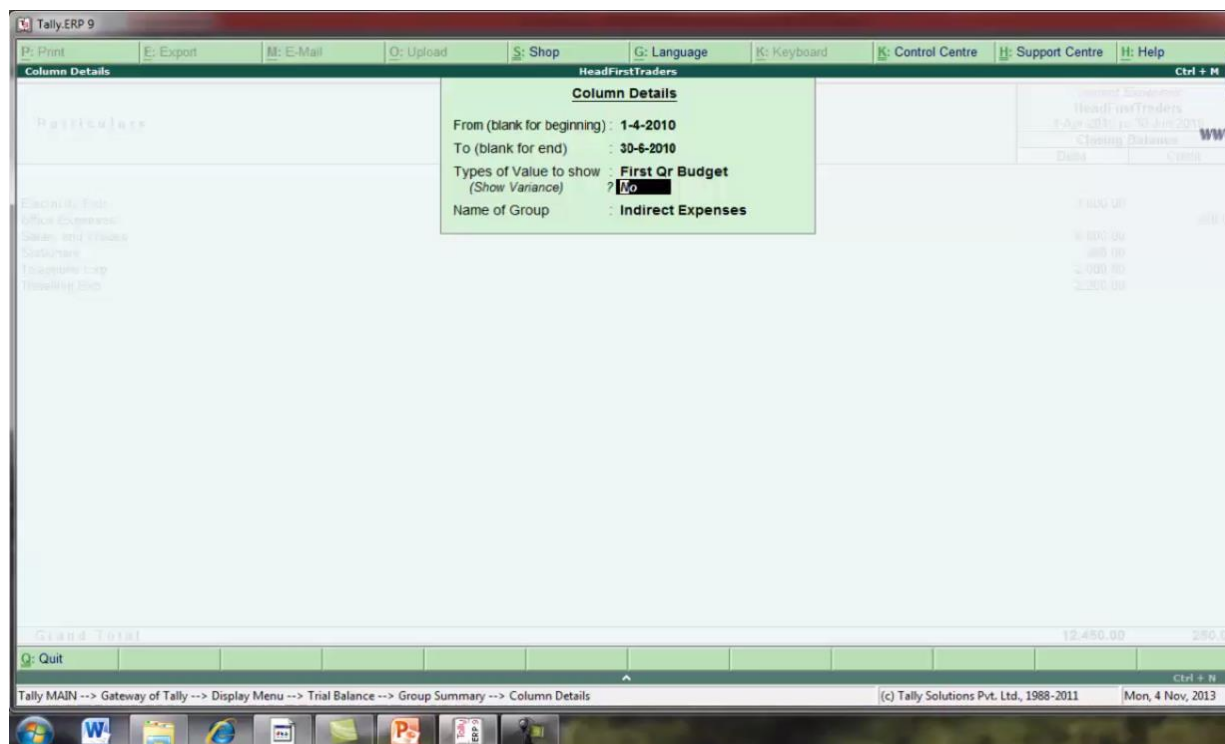 Tally.ERP 9
P: Print E: Export M: E-Mail O: Upload S: Shop G: Language K: Keyboard K: Control Centre H: Support Centre H: Help
Column Details HeadFirstTraders Ctrl + M
Column Details
From (blank for beginning) : 1-4-2010
To (blank for end) : 30-6-2010
Types of Value to show : First Qr Budget
(Show Variance) ? No
Name of Group : Indirect Expenses
Particulars
HeadFirstTraders
Closing Balance
WW
Grand Total 12,450.00
Q: Quit
Ctrl + N
Tally MAIN --> Gateway of Tally --> Display Menu --> Trial Balance --> Group Summary --> Column Details (c) Tally Solutions Pvt. Ltd., 1988-2011 Mon, 4 Nov, 2013